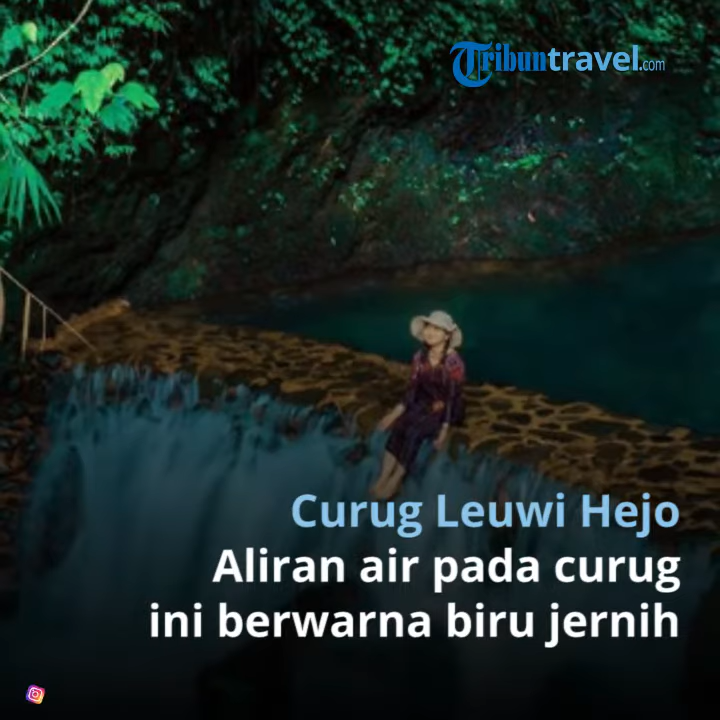 Tribuntravel.com
Curug Leuwi Hejo
Aliran air pada curug
ini berwarna biru jernih